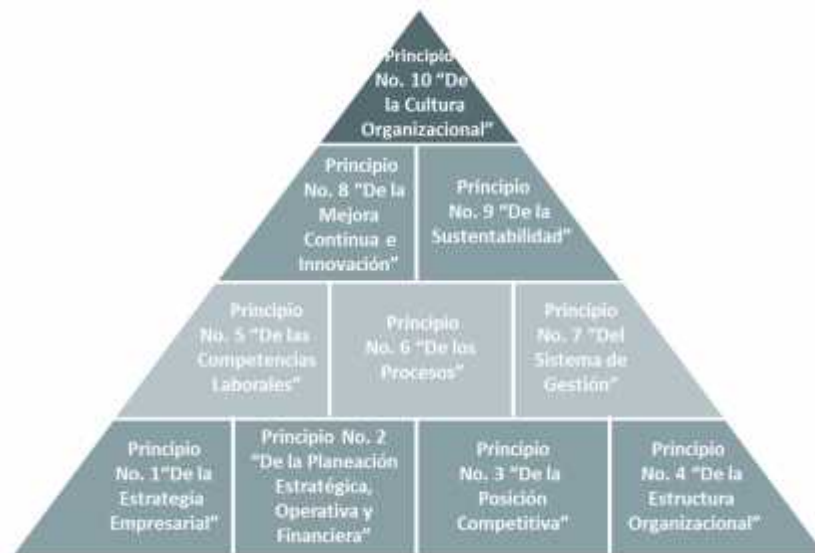 Principio
No. 10 “De
la Cultura
Organizacional”
Principio
No. 8 “De la
Mejora
Continua e
Innovación”
Principio
No. 9 “De la
Sustentabilidad”
Principio
No. 5 “De las
Competencias
Laborales”
Principio
No. 6 “De los
Procesos”
Principio
No. 7 “Del
Sistema de
Gestión”
Principio
No. 1“De la
Estrategia
Empresarial”
Principio No. 2
“De la Planeación
Estratégica,
Operativa y
Financiera”
Principio
No. 3 “De la
Posición
Competitiva”
Principio
No. 4 “De la
Estructura
Organizacional”